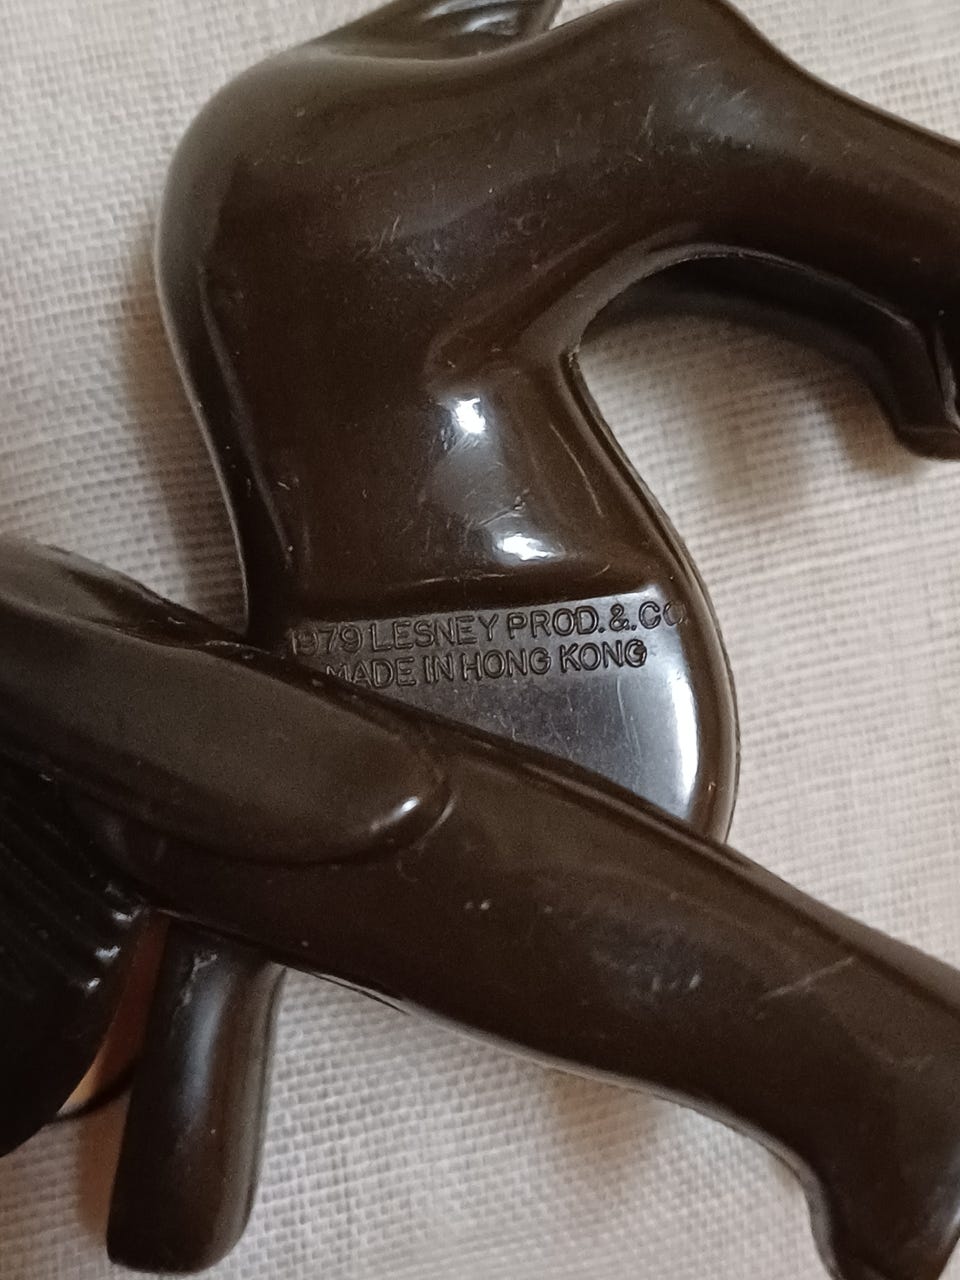 1979 LESNEY PROD. &. CO
MADE IN HONG KONG